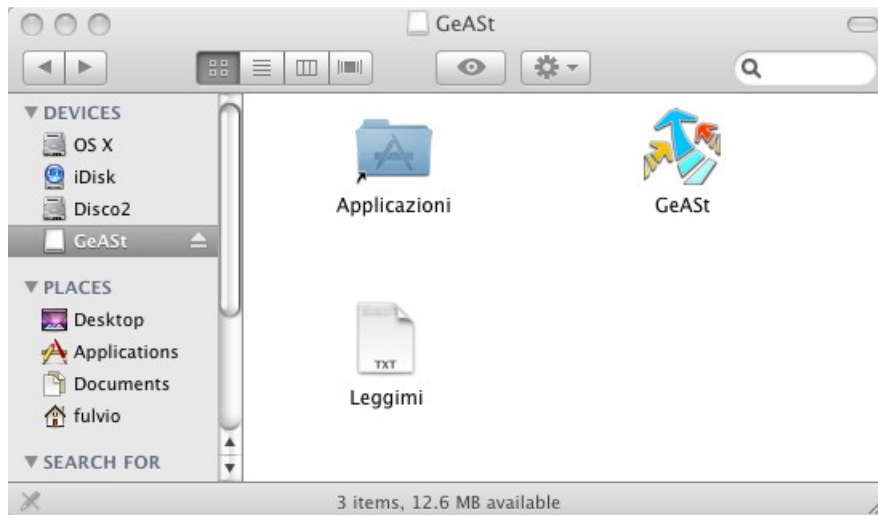 GeASt
DEVICES
OS X
iDisk
Disco2
GeASt
PLACES
Desktop
Applications
Documents
fulvio
SEARCH FOR
Applicazioni
GeASt
TXT
Leggimi
3 items, 12.6 MB available